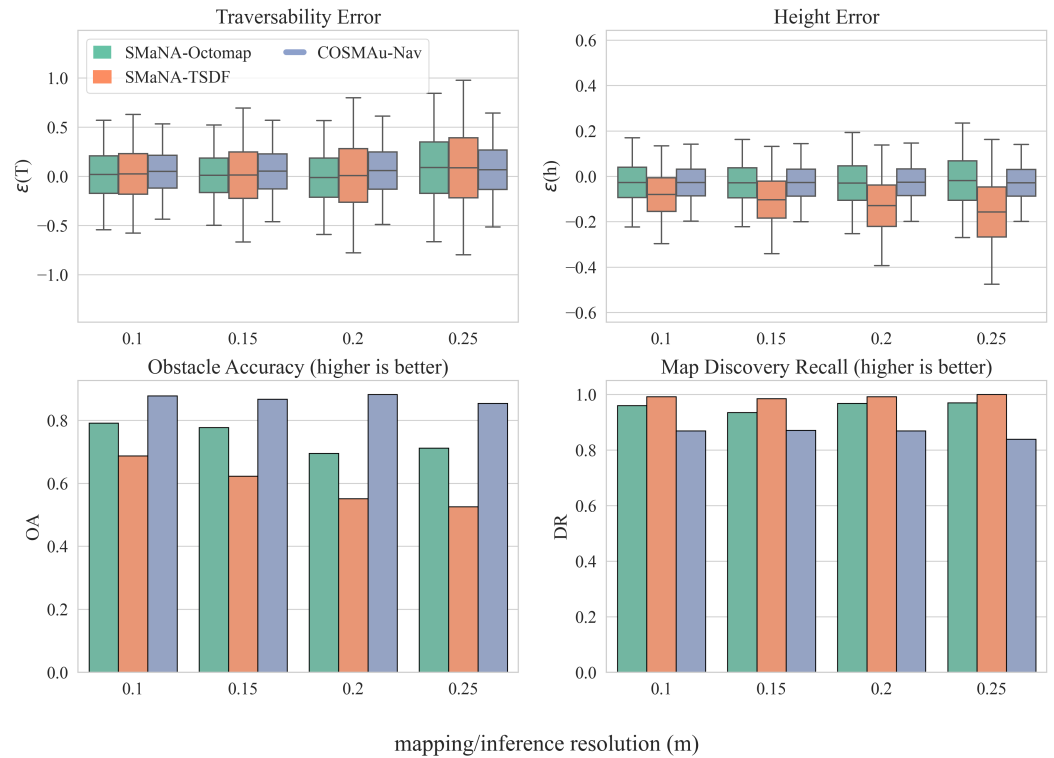 Traversability Error
SMaNA-Octomap
SMaNA-TSDF
COSMAu-Nav
1.0
0.5
0.0
−0.5
−1.0
ε(T)
0.1 0.15 0.2 0.25
Height Error
0.6
0.4
0.2
0.0
−0.2
−0.4
−0.6
ε(h)
0.1 0.15 0.2 0.25
Obstacle Accuracy (higher is better)
0.8
0.6
0.4
0.2
0.0
OA
0.1 0.15 0.2 0.25
Map Discovery Recall (higher is better)
1.0
0.8
0.6
0.4
0.2
0.0
DR
0.1 0.15 0.2 0.25
mapping/inference resolution (m)